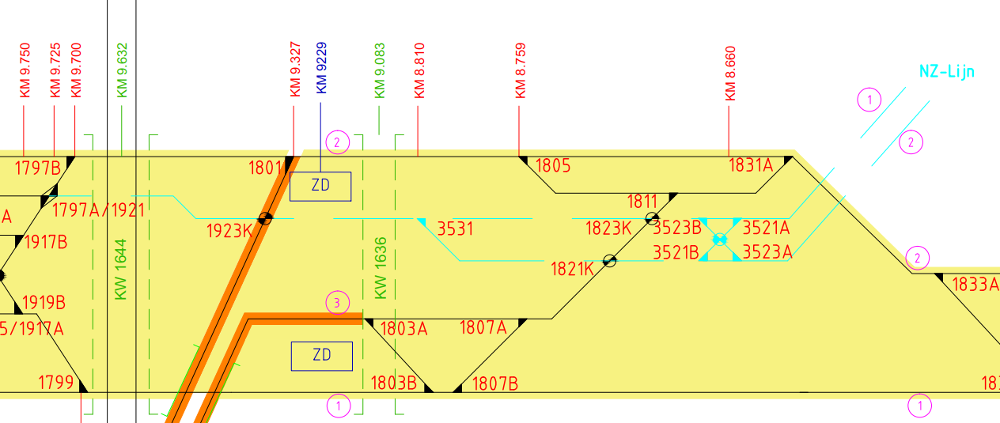 KM 9.750
KM 9.725
KM 9.700
KM 9.632
KM 9.327
KM 9229
KM 9.083
KM 8.810
KM 8.759
KM 8.660
NZ-Lijn
1
2
2
1797B
1801
1805
1831A
ZD
1811
A
1797A/1921
1923K
3531
1823K
3523B
3521A
1917B
3521B
3523A
KW 1644
KW 1636
1821K
2
1833A
1919B
3
5/1917A
1803A
1807A
ZD
1799
1803B
1807B
1
1